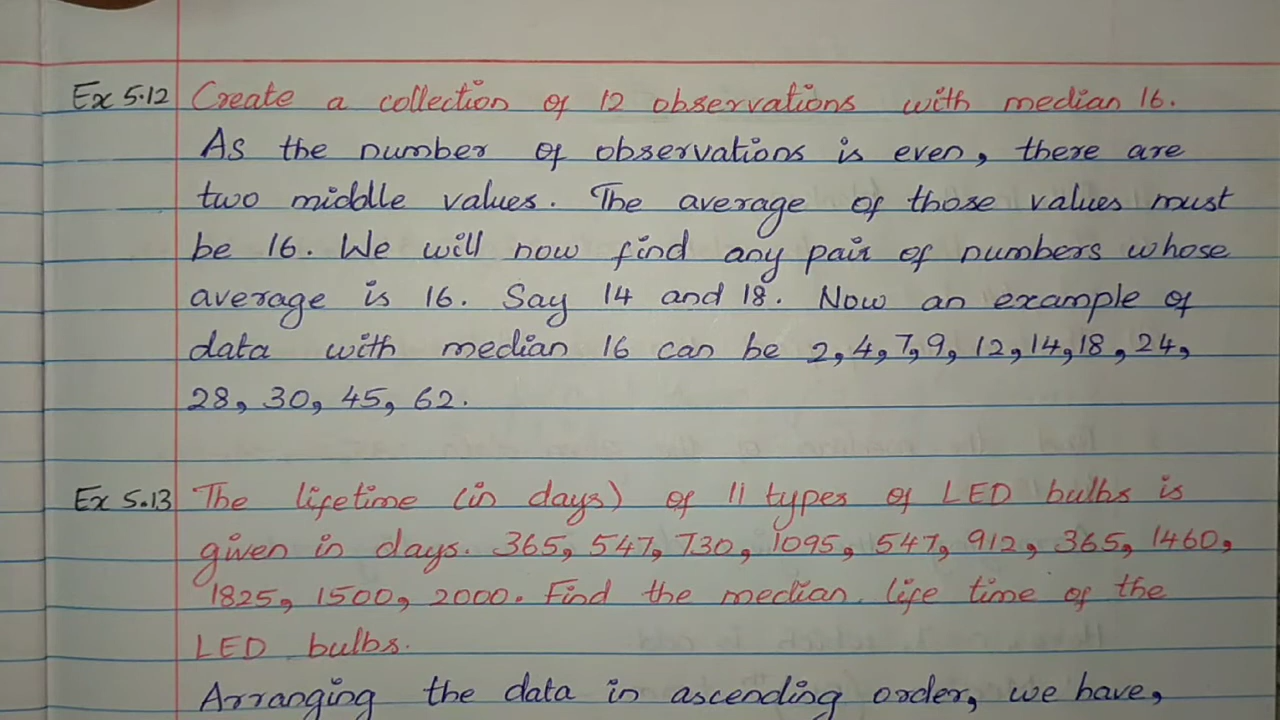 Ex 5.12 Create a collection of 12 observations with median 16.
As the number of observations is even, there are
two middle values. The average of those values must
be 16. We will now find any pair of numbers whose
average is 16. Say 14 and 18. Now an example of
data with median 16 can be 2, 4, 7, 9, 12, 14, 18, 24,
28, 30, 45, 62.
Ex 5.13 The lifetime (in days) of 11 types of LED bulbs is
given in days. 365, 547, 730, 1095, 547, 912, 365, 1460,
1825, 1500, 2000. Find the median life time of the
LED bulbs.
Arranging the data in ascending order, we have,